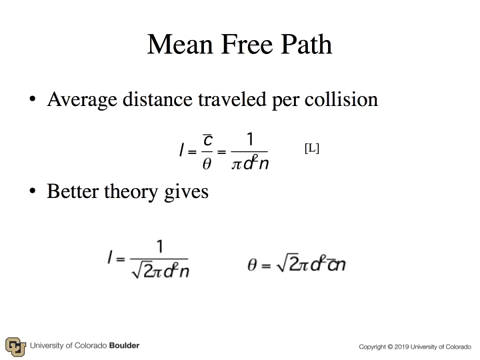 Mean Free Path
• Average distance traveled per collision
l = c̅/θ = 1/(πd²n) [L]
• Better theory gives
l = 1/(√2πd²n) θ = √2πd²c̅n
University of Colorado Boulder Copyright © 2019 University of Colorado